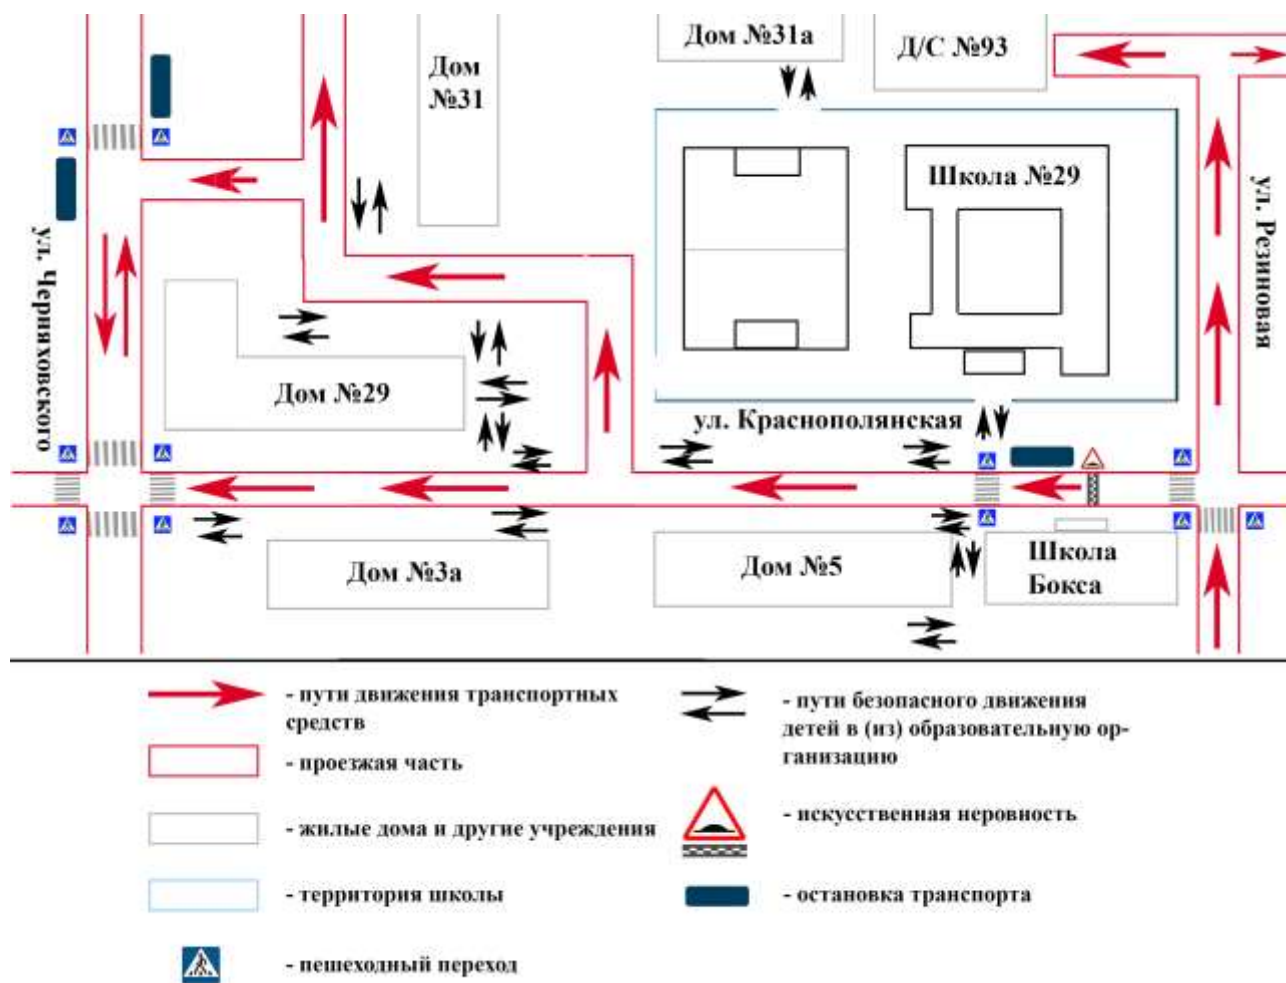 Дом №31а
Д/С №93
Дом
№31
Школа №29
ул. Черняховского
ул. Резиновая
Дом №29
ул. Краснополянская
Дом №3а
Дом №5
Школа
Бокса
- пути движения транспортных
средств
- проезжая часть
- жилые дома и другие учреждения
- территория школы
- пешеходный переход
- пути безопасного движения
детей в (из) образовательную ор-
ганизацию
- искусственная неровность
- остановка транспорта